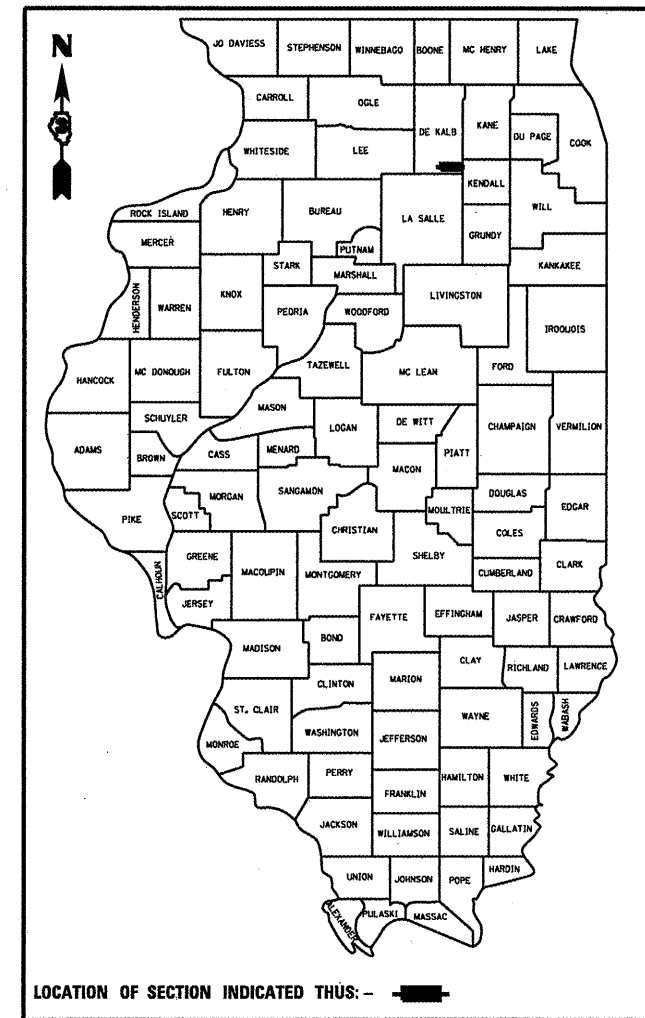 N
JO DAVIESS STEPHENSON WINNEBAGO BOONE MC HENRY LAKE
CARROLL OGLE DE KALB KANE DU PAGE COOK
WHITESIDE LEE KENDALL WILL
ROCK ISLAND HENRY BUREAU LA SALLE GRUNDY
MERCER PUTNAM KANKAKEE
HENDERSON WARREN KNOX STARK MARSHALL LIVINGSTON
PEORIA WOODFORD IROQUOIS
HANCOCK MC DONOUGH FULTON TAZEWELL MC LEAN FORD
SCHUYLER MASON LOGAN DE WITT CHAMPAIGN VERMILION
ADAMS BROWN CASS MENARD MACON PIATT
PIKE SCOTT MORGAN SANGAMON CHRISTIAN MOULTRIE DOUGLAS EDGAR
COLES
CALHOUN GREENE MACOUPIN MONTGOMERY SHELBY CUMBERLAND CLARK
JERSEY FAYETTE EFFINGHAM JASPER CRAWFORD
MADISON BOND
CLINTON MARION CLAY RICHLAND LAWRENCE
ST. CLAIR WAYNE EDWARDS WABASH
MONROE WASHINGTON JEFFERSON
RANDOLPH PERRY HAMILTON WHITE
FRANKLIN
JACKSON WILLIAMSON SALINE GALLATIN
UNION JOHNSON POPE HARDIN
ALEXANDER PULASKI MASSAC
LOCATION OF SECTION INDICATED THUS: -